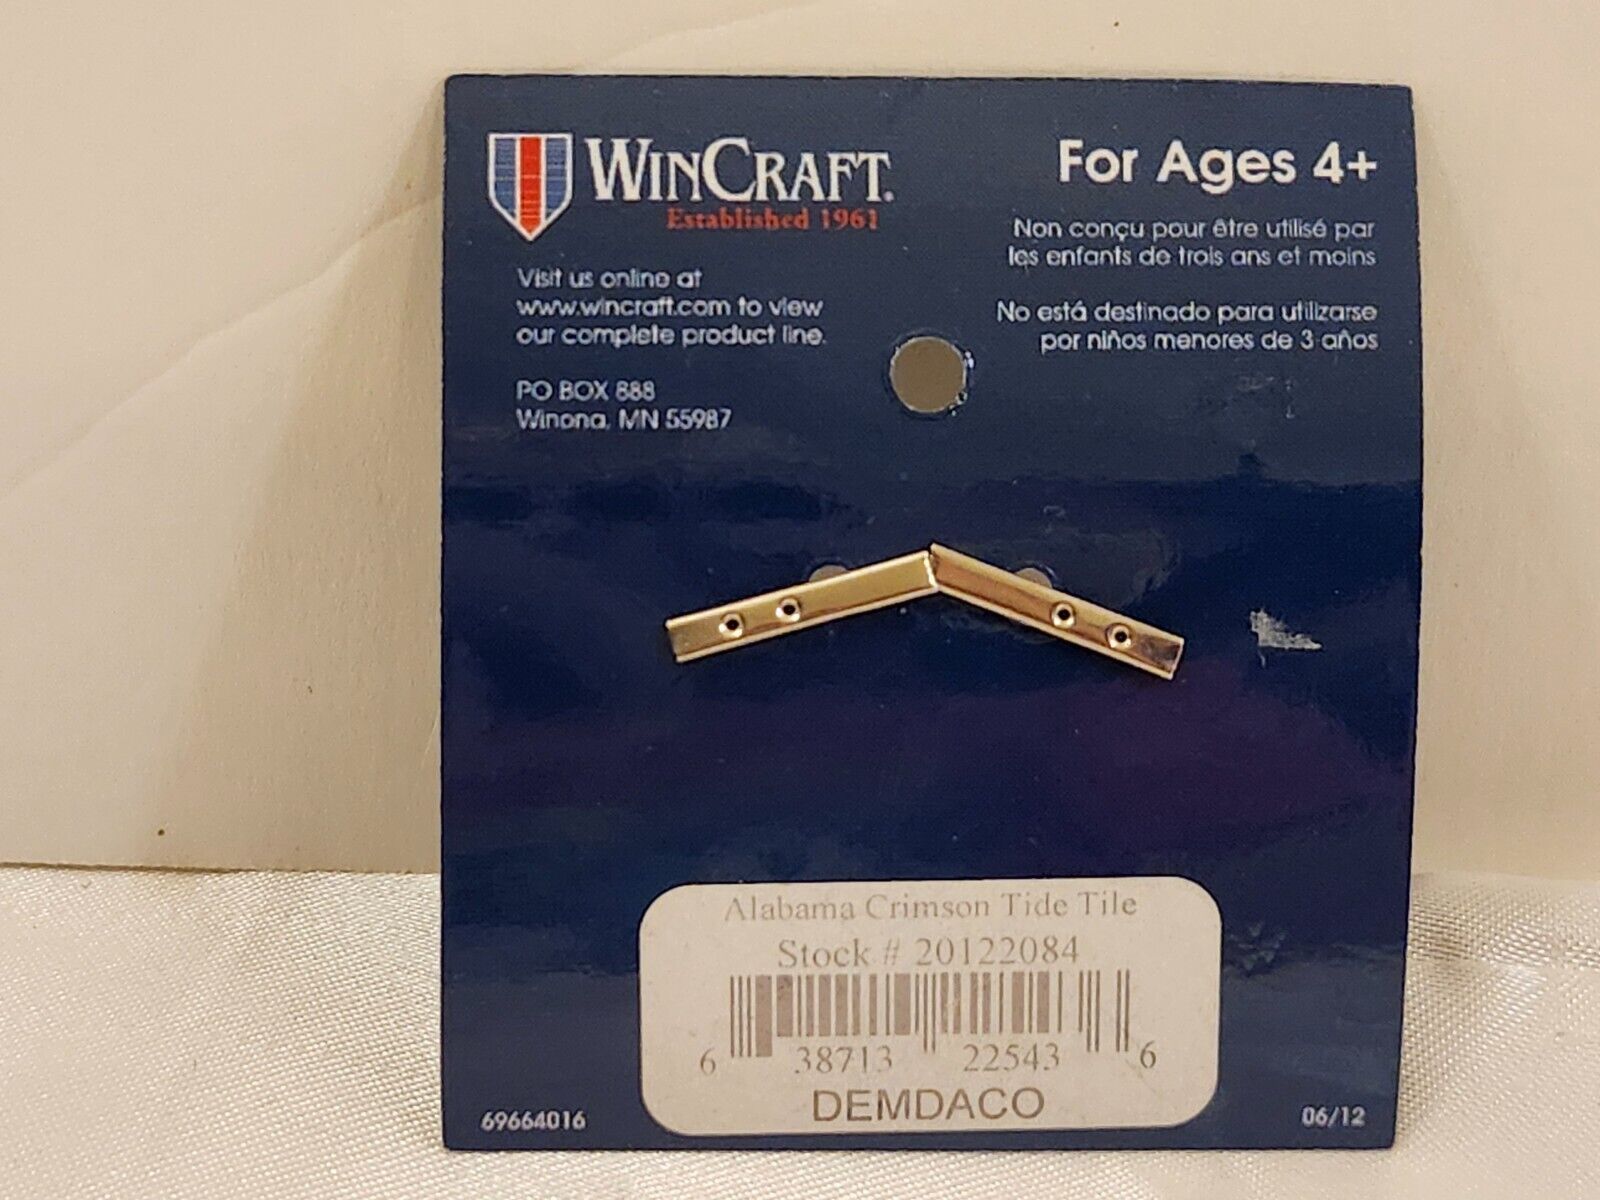 WINCRAFT.
Established 1961
Visit us online at
www.wincraft.com to view
our complete product line.
PO BOX 888
Winona, MN 55987
For Ages 4+
Non conçu pour être utilisé par
les enfants de trois ans et moins
No está destinado para utilizarse
por niños menores de 3 años
Alabama Crimson Tide Tile
Stock # 20122084
6 38713 22543 6
DEMDACO
69664016
06/12